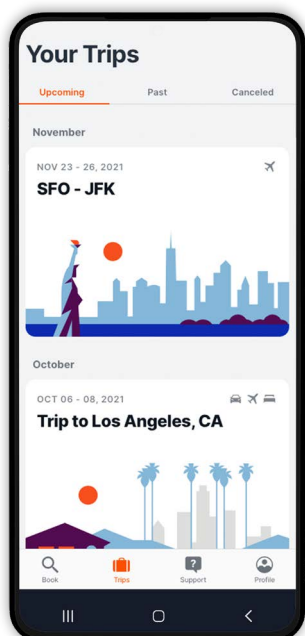 Your Trips
Upcoming Past Canceled
November
NOV 23 - 26, 2021
SFO - JFK
October
OCT 06 - 08, 2021
Trip to Los Angeles, CA
?
Book Trips Support Profile